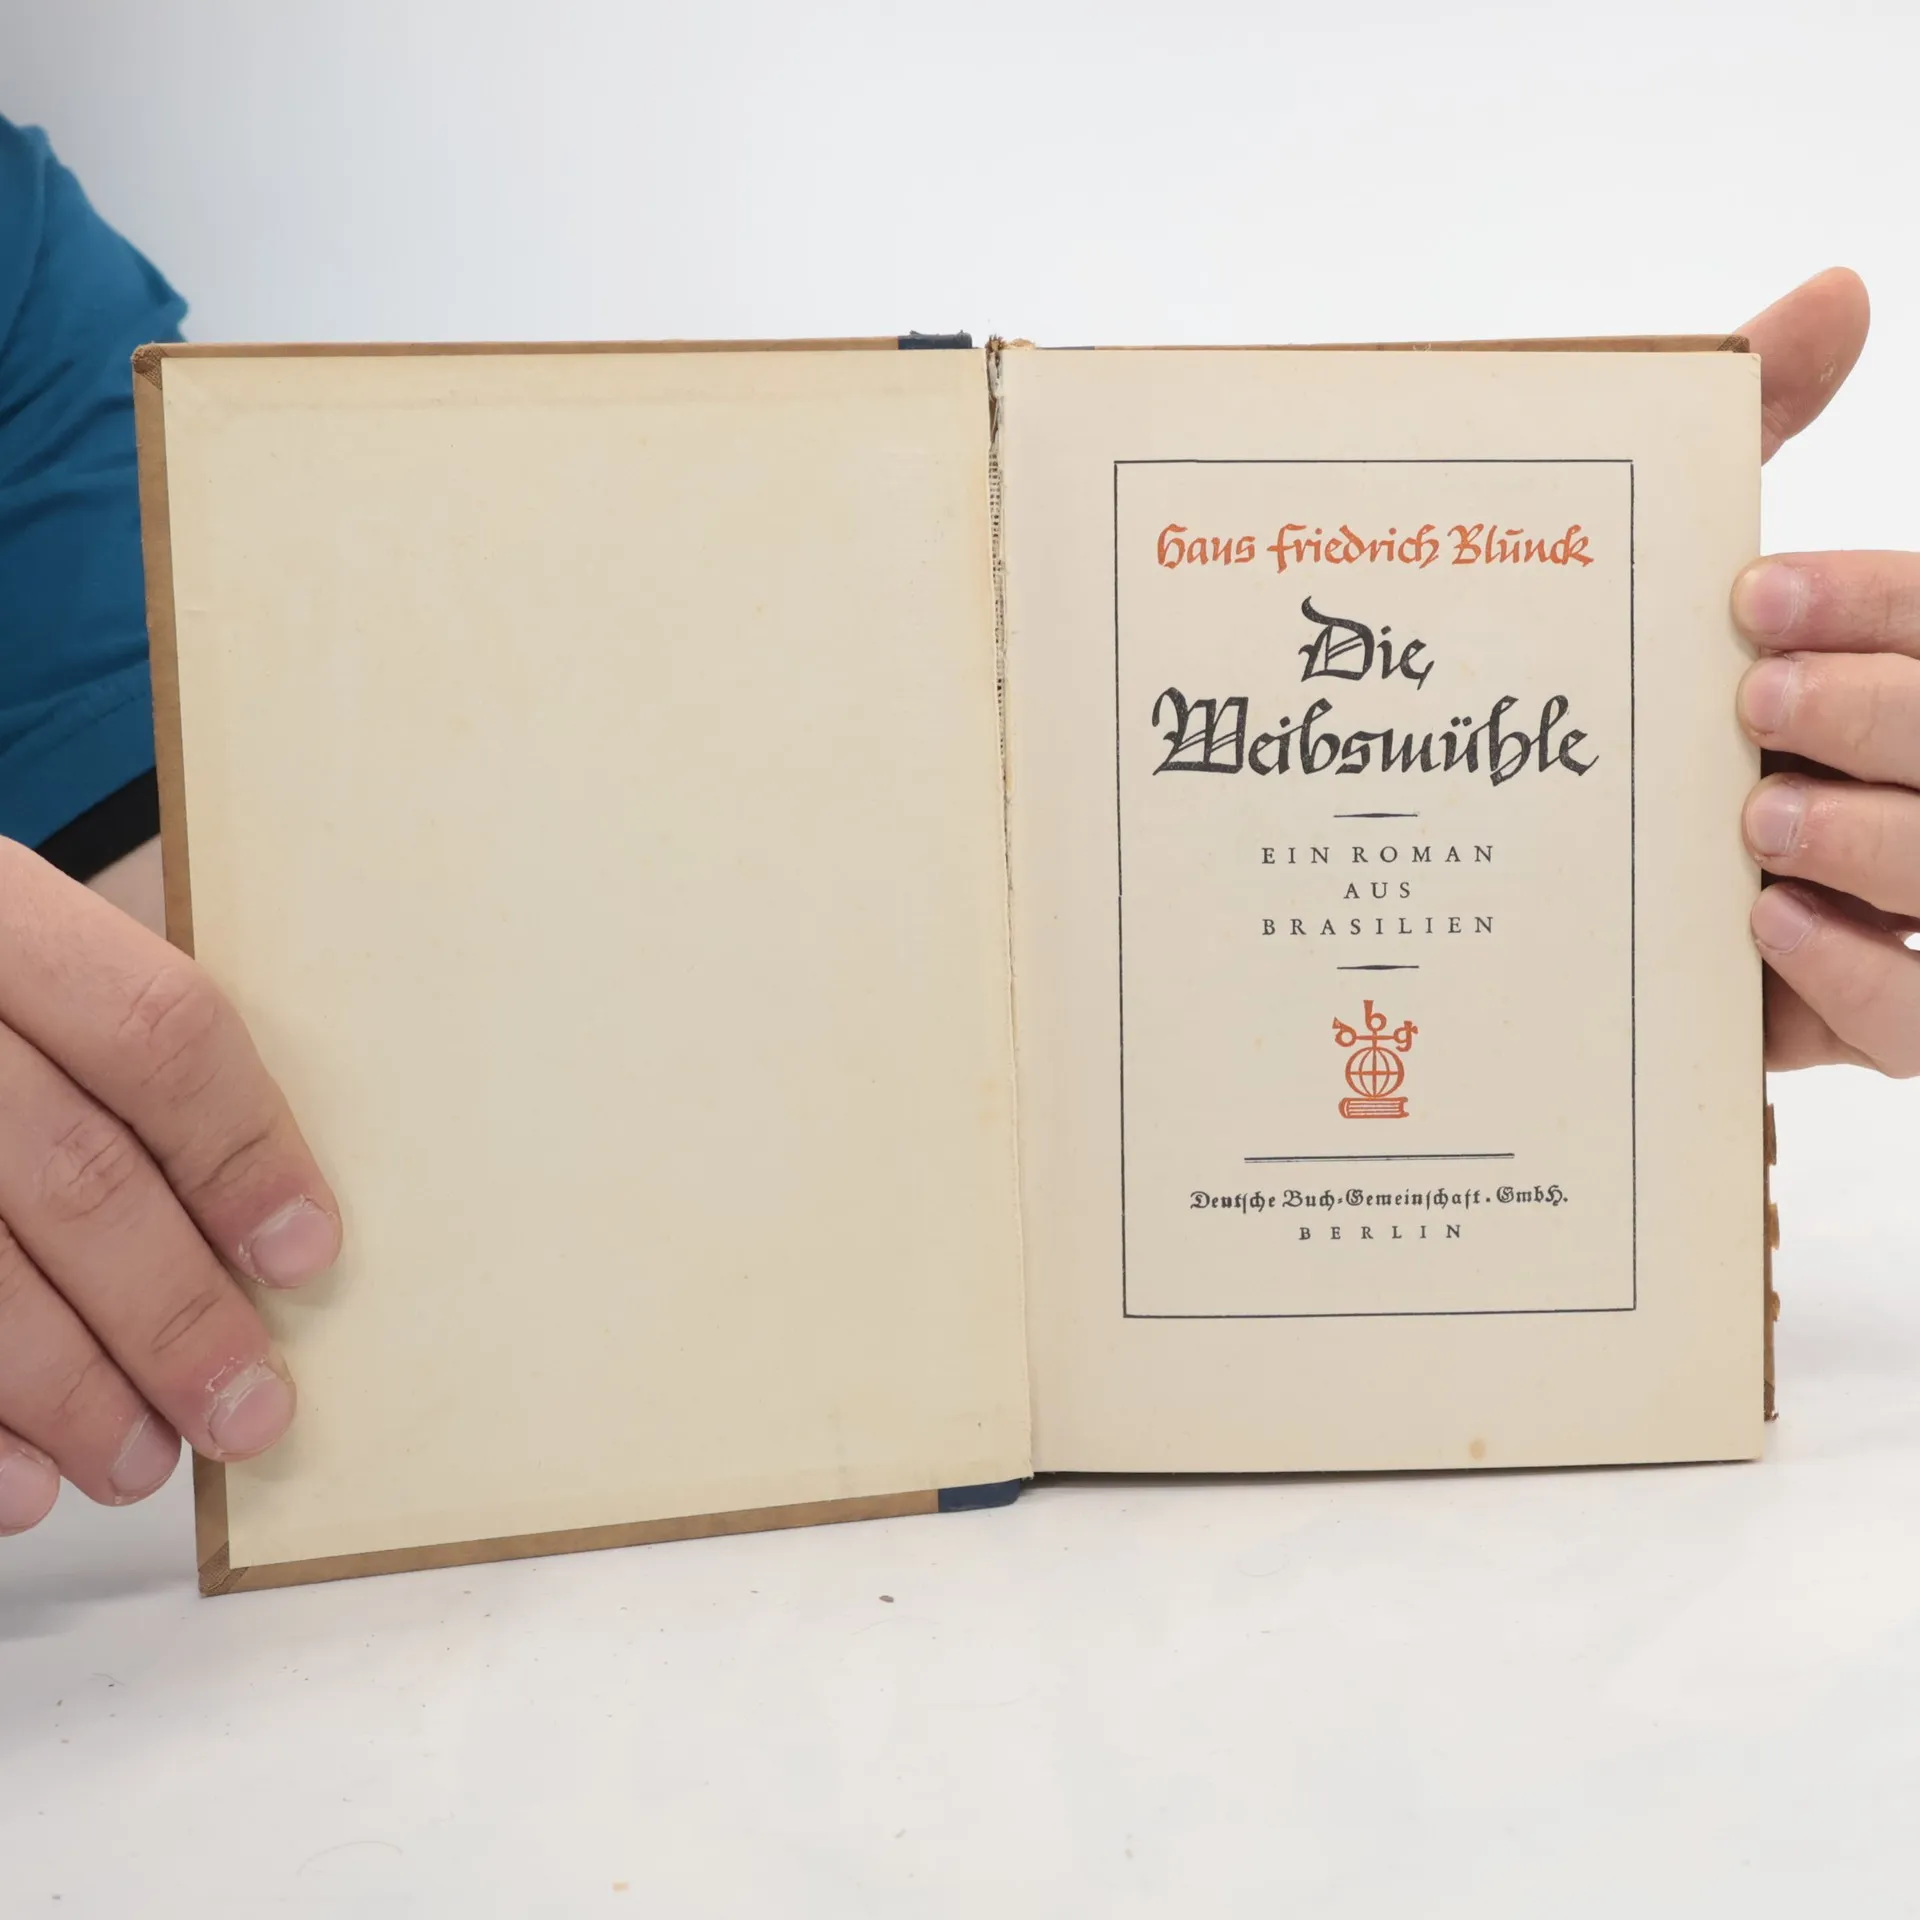 Hans Friedrich Blunck
Die
Weibsmühle
EIN ROMAN
AUS
BRASILIEN
dbg
Deutsche Buch-Gemeinschaft. GmbH.
BERLIN